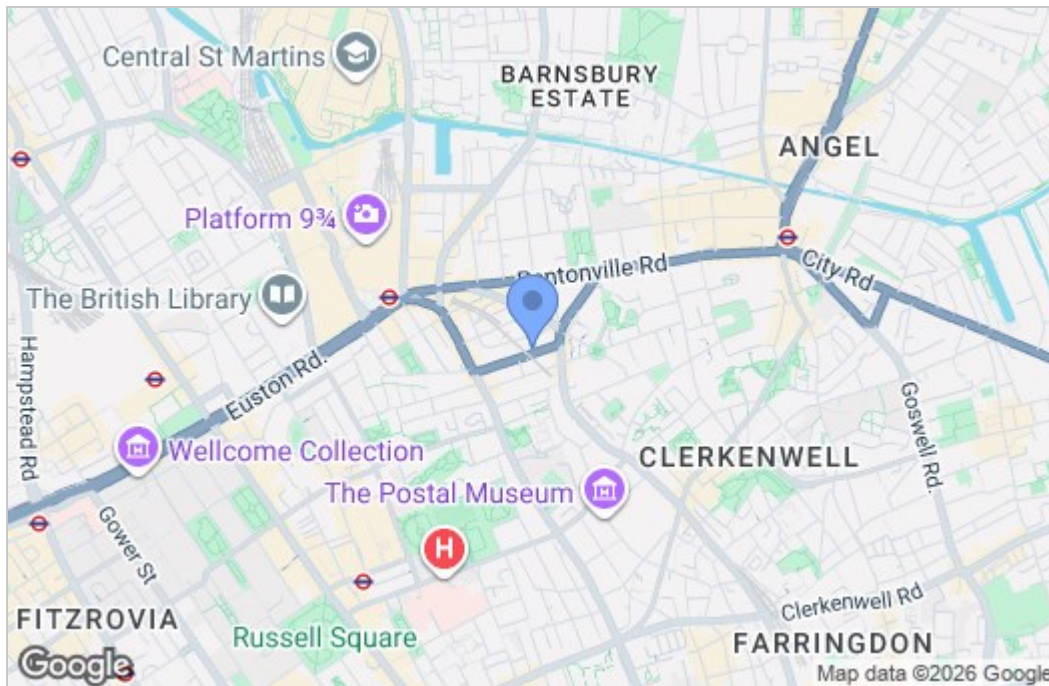 Central St Martins
BARNSBURY
ESTATE
ANGEL
Platform 9¾
Pentonville Rd
City Rd
The British Library
Hampstead Rd
Euston Rd.
Goswell Rd.
Wellcome Collection
CLERKENWELL
The Postal Museum
Gower St
H
Clerkenwell Rd
FITZROVIA
Russell Square
FARRINGDON
Google
Map data ©2026 Google